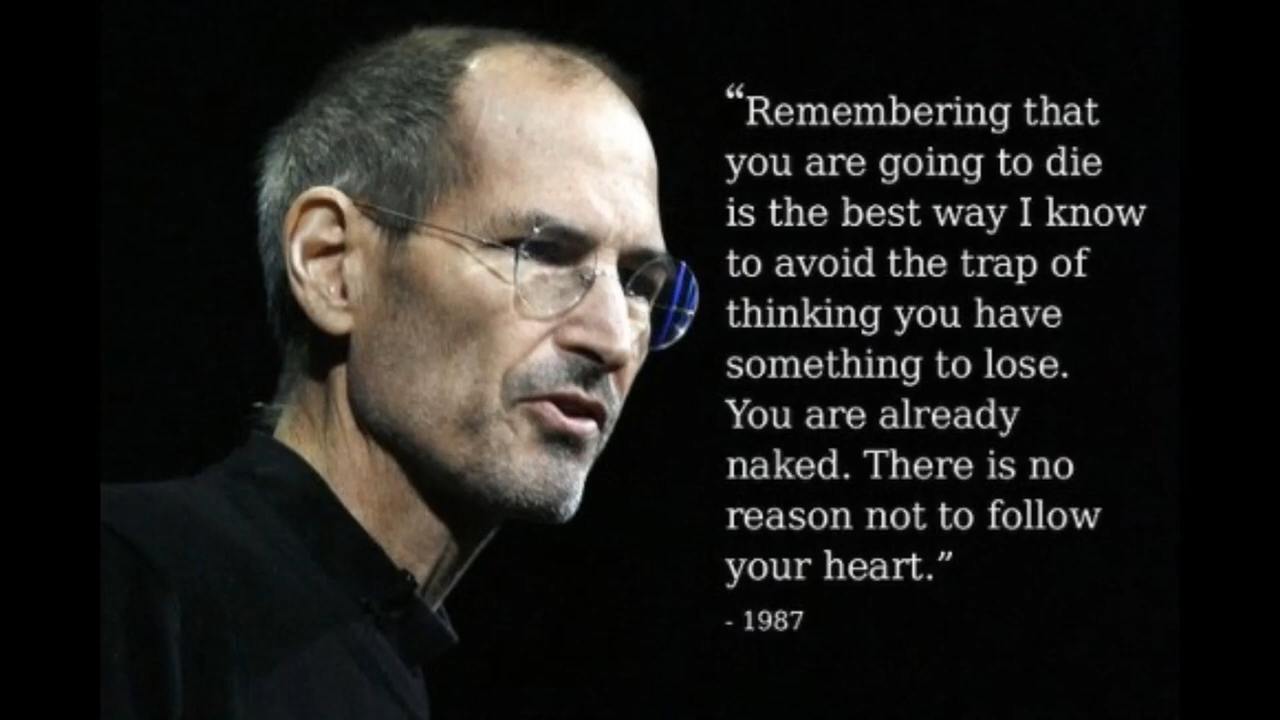 “Remembering that
you are going to die
is the best way I know
to avoid the trap of
thinking you have
something to lose.
You are already
naked. There is no
reason not to follow
your heart.”
- 1987